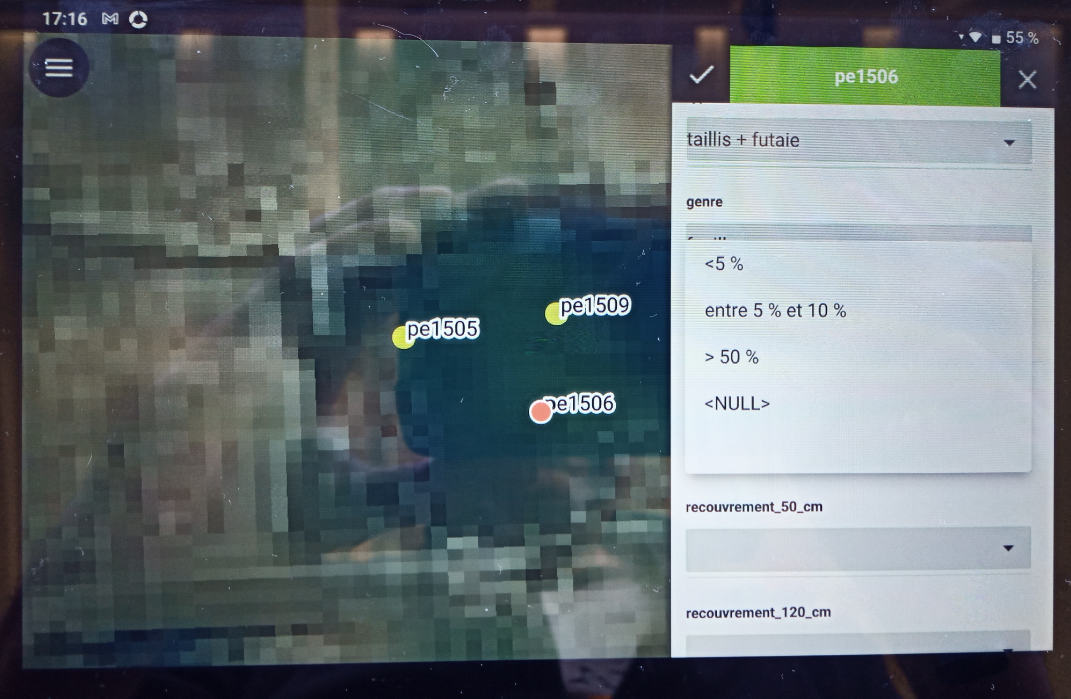 17:16
55 %
pe1506
taillis + futaie
genre
<5 %
entre 5 % et 10 %
> 50 %
<NULL>
recouvrement_50_cm
recouvrement_120_cm
pe1509
pe1505
pe1506